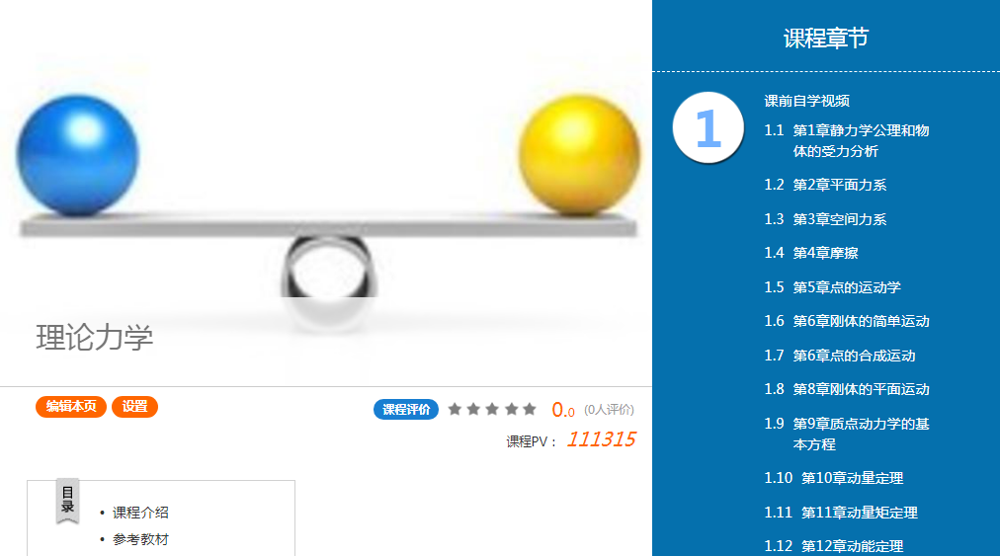 理论力学
编辑本页 设置
课程评价 0.0 (0人评价)
课程PV： 111315
目录
• 课程介绍
• 参考教材
课程章节
1
课前自学视频
1.1 第1章静力学公理和物
体的受力分析
1.2 第2章平面力系
1.3 第3章空间力系
1.4 第4章摩擦
1.5 第5章点的运动学
1.6 第6章刚体的简单运动
1.7 第6章点的合成运动
1.8 第8章刚体的平面运动
1.9 第9章质点动力学的基
本方程
1.10 第10章动量定理
1.11 第11章动量矩定理
1.12 第12章动能定理